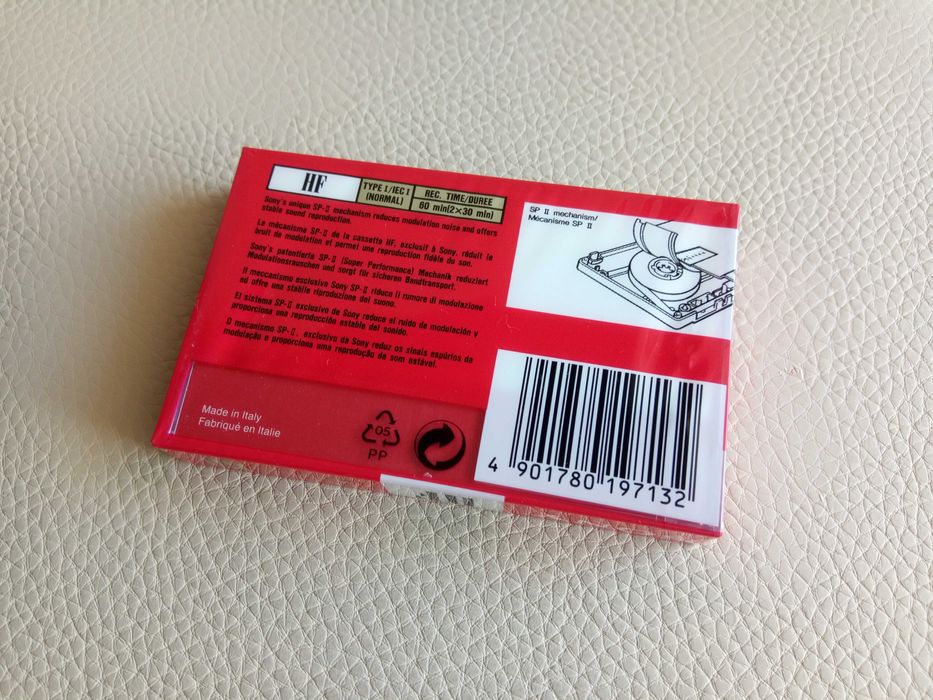 HF
TYPE I/IEC I
(NORMAL)
REC. TIME/DUREE
60 min(2×30 min)
Sony's unique SP-II mechanism reduces modulation noise and offers
stable sound reproduction.
Le mécanisme SP-II de la cassette HF, exclusif à Sony, réduit le
bruit de modulation et permet une reproduction fidèle du son.
Sony's patentierte SP-II (Super Performance) Mechanik reduziert
Modulationsrauschen und sorgt für sicheren Bandtransport.
Il meccanismo esclusivo Sony SP-II riduce il rumore di modulazione
ed offre una stabile riproduzione del suono.
El sistema SP-II exclusivo de Sony reduce el ruido de modulación y
proporciona una reproducción estable del sonido.
O mecanismo SP-II, exclusivo da Sony reduz os sinais espúrios da
modulação e proporciona uma reprodução de som estável.
SP II mechanism/
Mécanisme SP II
Made in Italy
Fabriqué en Italie
05
PP
4 901780 197132